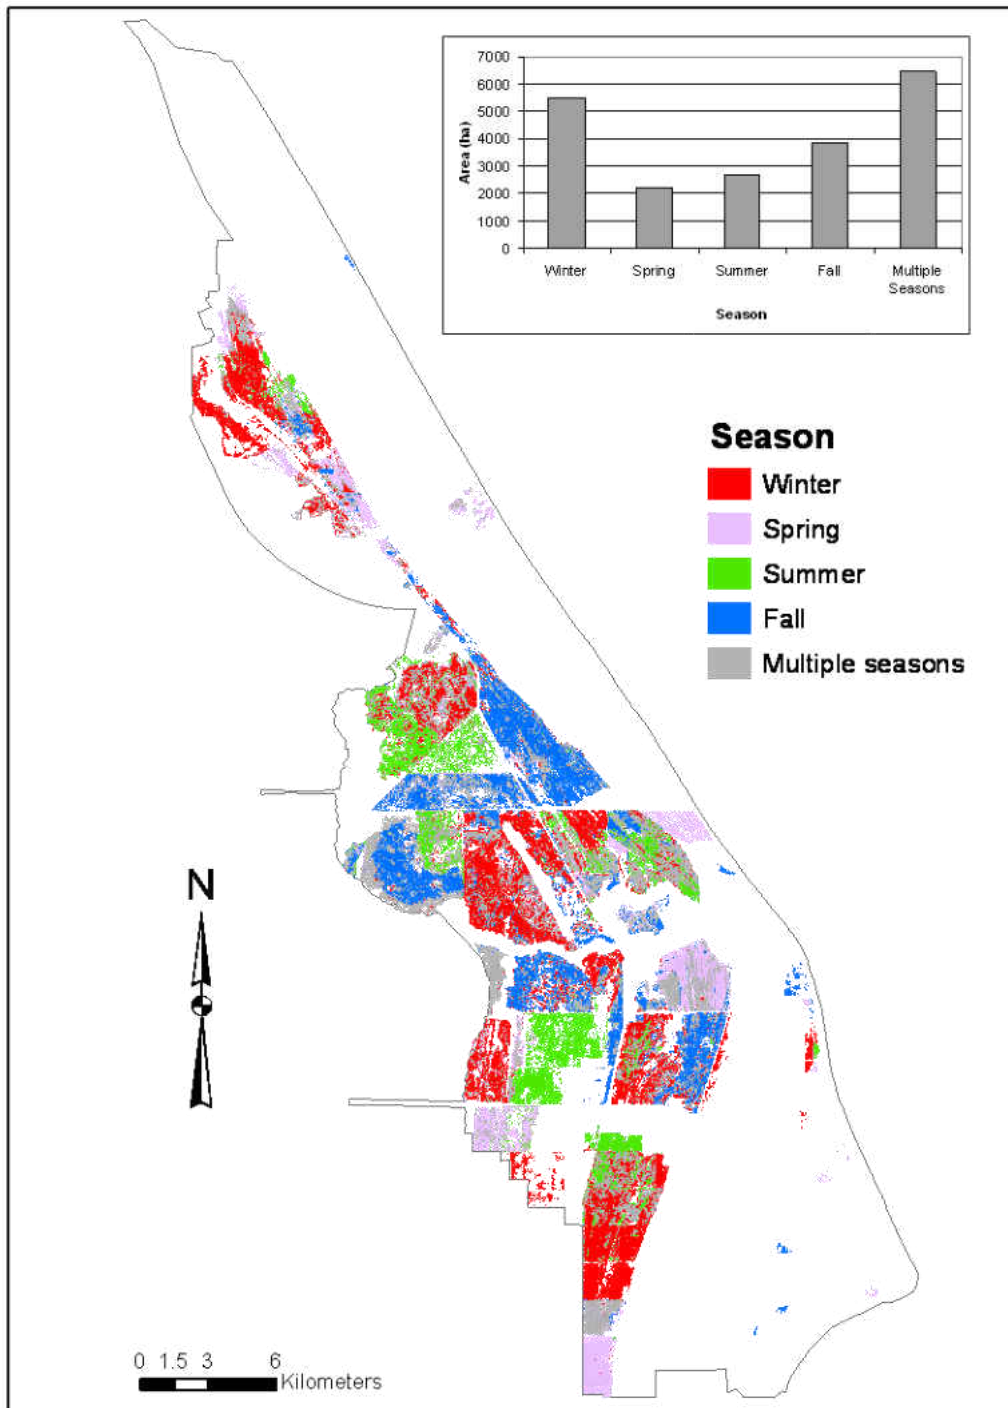 7000
6000
5000
4000
3000
2000
1000
0
Area (ha)
Winter Spring Summer Fall Multiple
Seasons
Season
Season
Winter
Spring
Summer
Fall
Multiple seasons
N
0 1.5 3 6
Kilometers